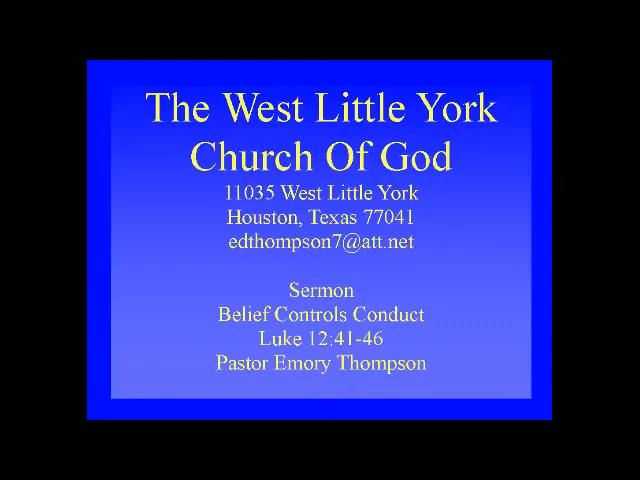 The West Little York
Church Of God
11035 West Little York
Houston, Texas 77041
edthompson7@att.net
Sermon
Belief Controls Conduct
Luke 12:41-46
Pastor Emory Thompson